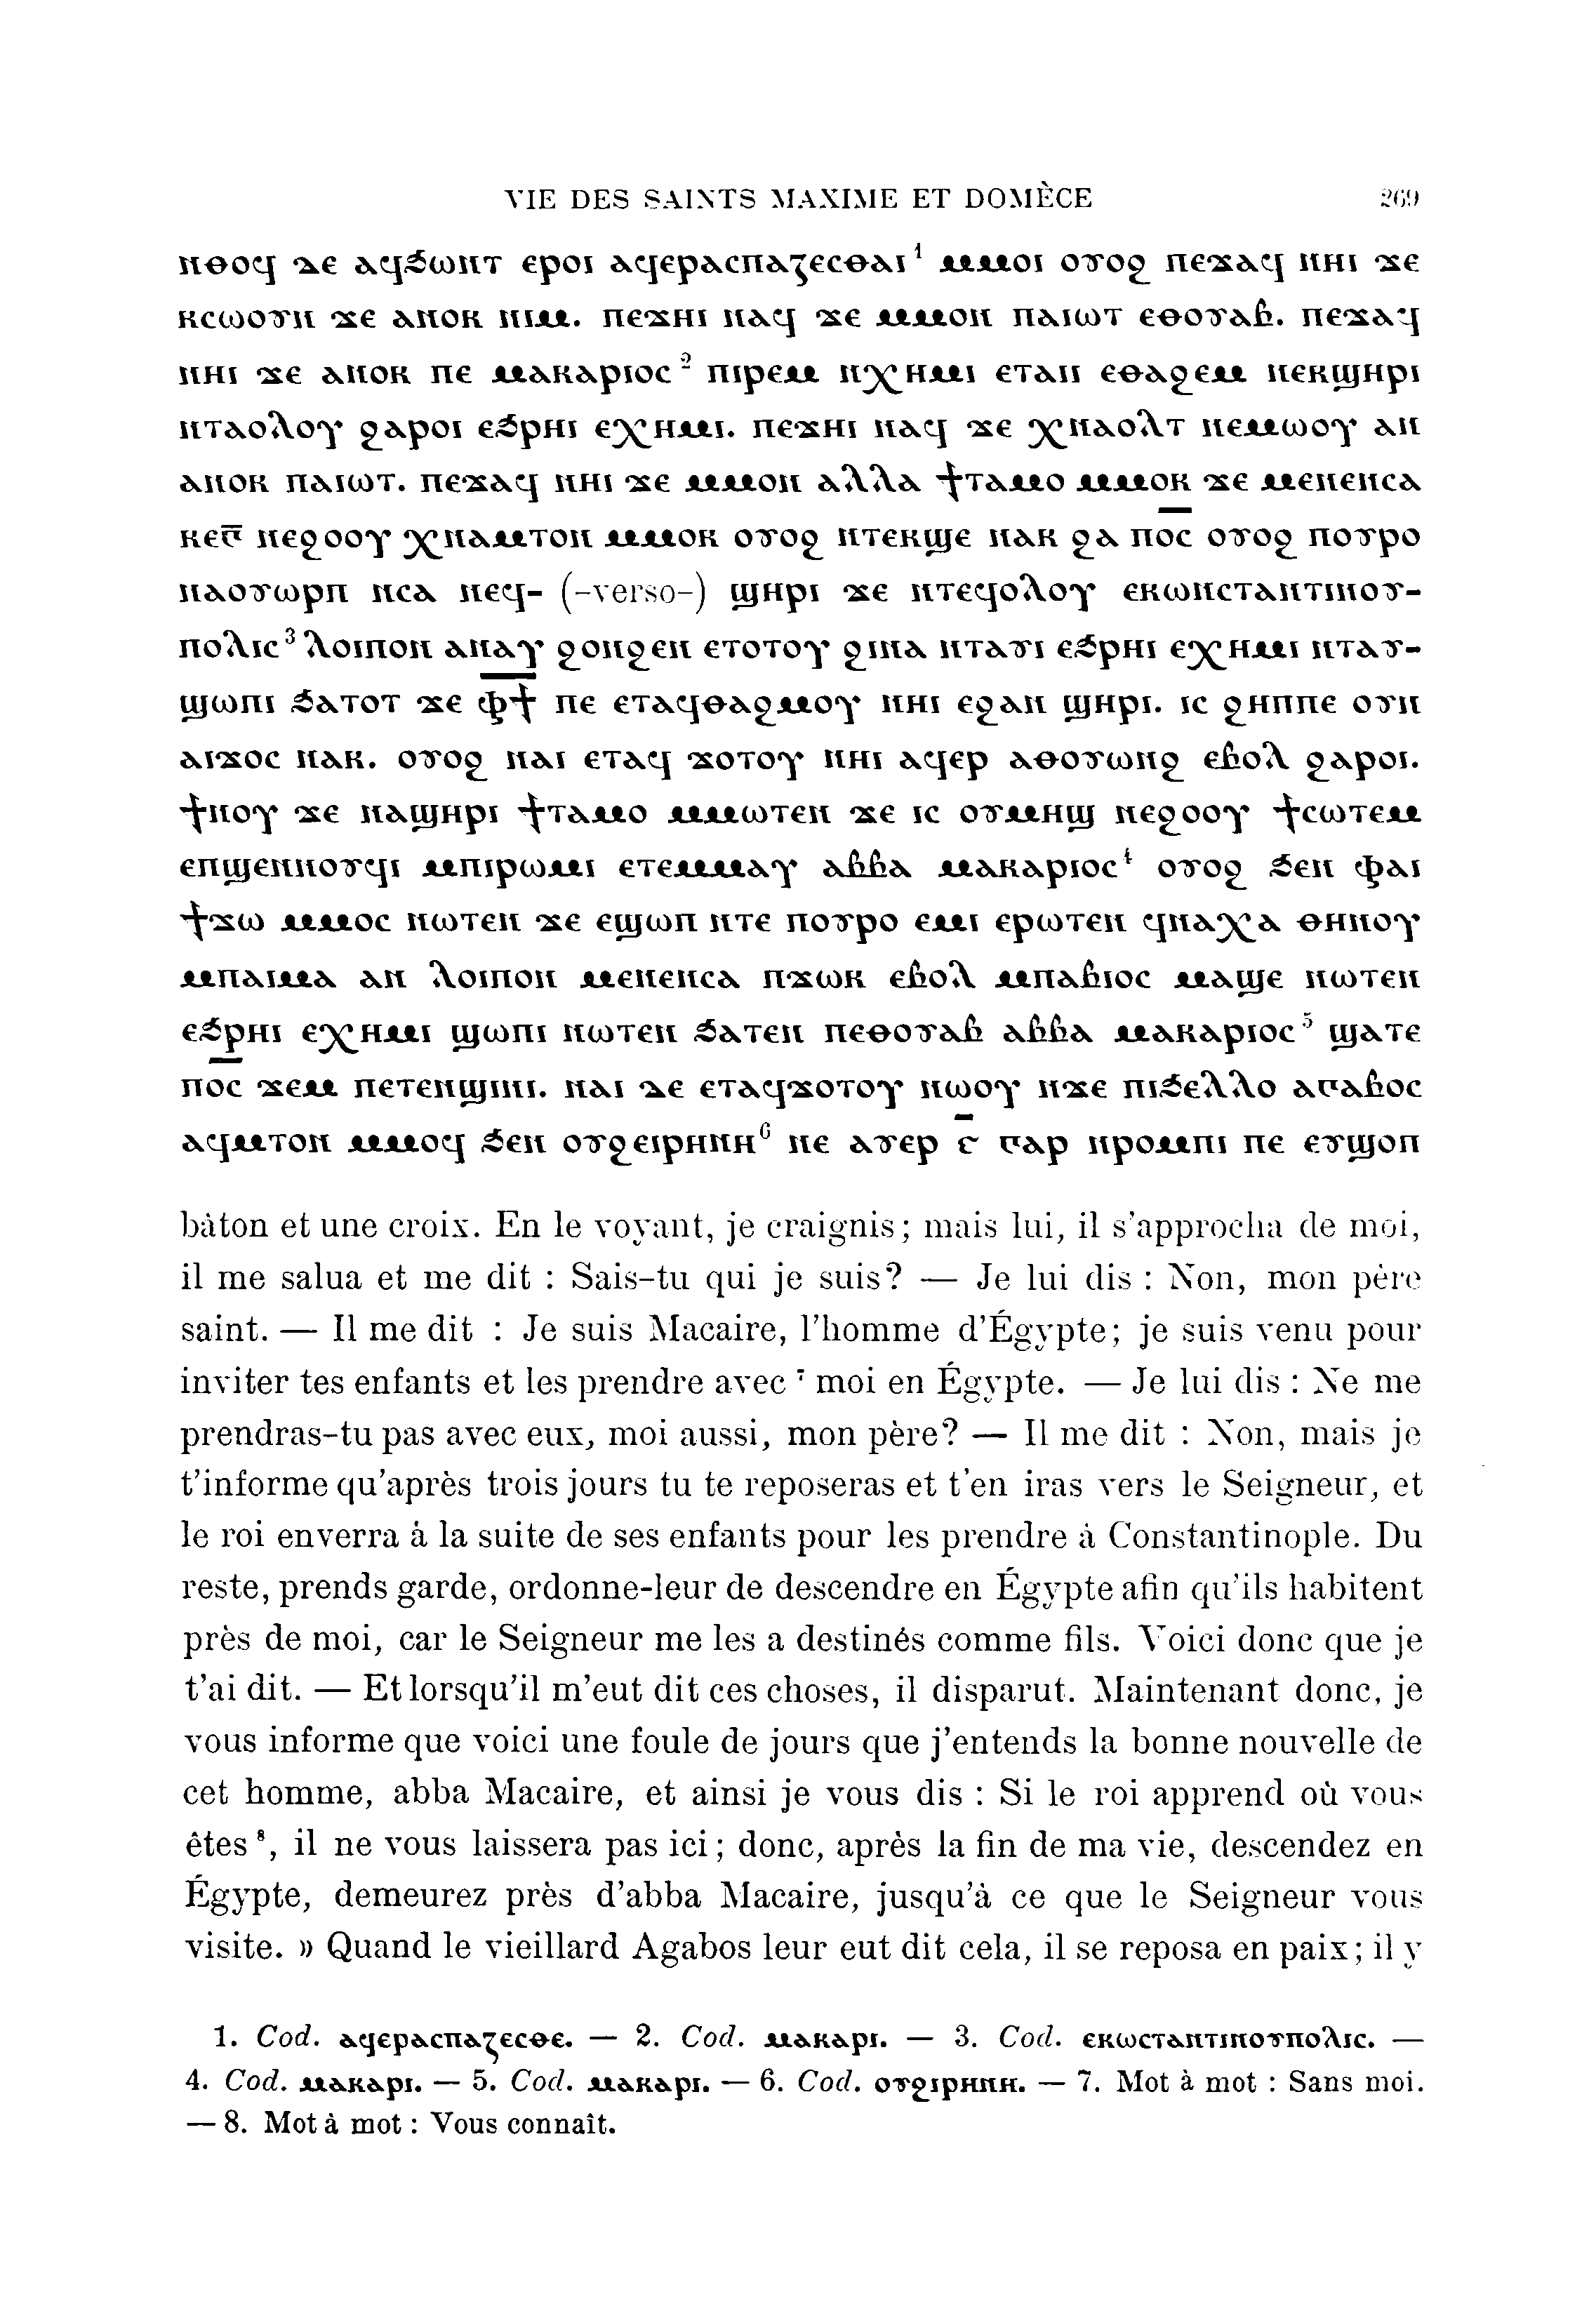 VIE DES SAINTS MAXIME ET DOMÈCE 269
ⲛⲑⲟϥ ⲇⲉ ⲁϥϧⲱⲛⲧ ⲉⲣⲟⲓ ⲁϥⲉⲣⲁⲥⲡⲁⲍⲉⲥⲑⲁⲓ¹ ⲙⲙⲟⲓ ⲟⲩⲟϩ ⲡⲉϫⲁϥ ⲛⲏⲓ ϫⲉ
ⲕⲥⲱⲟⲩⲛ ϫⲉ ⲁⲛⲟⲕ ⲛⲓⲙ. ⲡⲉϫⲏⲓ ⲛⲁϥ ϫⲉ ⲙⲙⲟⲛ ⲡⲁⲓⲱⲧ ⲉⲑⲟⲩⲁⲃ. ⲡⲉϫⲁϥ
ⲛⲏⲓ ϫⲉ ⲁⲛⲟⲕ ⲡⲉ ⲙⲁⲕⲁⲣⲓⲟⲥ² ⲡⲓⲣⲉⲙ ⲛⲭⲏⲙⲓ ⲉⲧⲁⲓⲓ ⲉⲑⲁϩⲉⲙ ⲛⲉⲕϣⲏⲣⲓ
ⲛⲧⲁⲟⲗⲟⲩ ϩⲁⲣⲟⲓ ⲉϧⲣⲏⲓ ⲉⲭⲏⲙⲓ. ⲡⲉϫⲏⲓ ⲛⲁϥ ϫⲉ ⲭⲛⲁⲟⲗⲧ ⲛⲉⲙⲱⲟⲩ ⲁⲛ
ⲁⲛⲟⲕ ⲡⲁⲓⲱⲧ. ⲡⲉϫⲁϥ ⲛⲏⲓ ϫⲉ ⲙⲙⲟⲛ ⲁⲗⲗⲁ ϯⲧⲁⲙⲟ ⲙⲙⲟⲕ ϫⲉ ⲙⲉⲛⲉⲛⲥⲁ
ⲕⲉⲅ̅ ⲛⲉϩⲟⲟⲩ ⲭⲛⲁⲙⲧⲟⲛ ⲙⲙⲟⲕ ⲟⲩⲟϩ ⲛⲧⲉⲕϣⲉ ⲛⲁⲕ ϩⲁ ⲡⲟ̅ⲥ̅ ⲟⲩⲟϩ ⲡⲟⲩⲣⲟ
ⲛⲁⲟⲩⲱⲣⲡ ⲛⲥⲁ ⲛⲉϥ- (-verso-) ϣⲏⲣⲓ ϫⲉ ⲛⲧⲉϥⲟⲗⲟⲩ ⲉⲕⲱⲛⲥⲧⲁⲛⲧⲓⲛⲟⲩ-
ⲡⲟⲗⲓⲥ³ ⲗⲟⲓⲡⲟⲛ ⲁⲛⲁⲩ ϩⲟⲛϩⲉⲛ ⲉⲧⲟⲧⲟⲩ ϩⲓⲛⲁ ⲛⲧⲁⲩⲓ ⲉϧⲣⲏⲓ ⲉⲭⲏⲙⲓ ⲛⲧⲁⲩ-
ϣⲱⲡⲓ ϧⲁⲧⲟⲧ ϫⲉ ⲫ̅ϯ̅ ⲡⲉ ⲉⲧⲁϥⲑⲁϩⲙⲟⲩ ⲛⲏⲓ ⲉϩⲁⲛ ϣⲏⲣⲓ. ⲓⲥ ϩⲏⲡⲡⲉ ⲟⲩⲛ
ⲁⲓϫⲟⲥ ⲛⲁⲕ. ⲟⲩⲟϩ ⲛⲁⲓ ⲉⲧⲁϥ ϫⲟⲧⲟⲩ ⲛⲏⲓ ⲁϥⲉⲣ ⲁⲑⲟⲩⲱⲛϩ ⲉⲃⲟⲗ ϩⲁⲣⲟⲓ.
ϯⲛⲟⲩ ϫⲉ ⲛⲁϣⲏⲣⲓ ϯⲧⲁⲙⲟ ⲙⲙⲱⲧⲉⲛ ϫⲉ ⲓⲥ ⲟⲩⲙⲏϣ ⲛⲉϩⲟⲟⲩ ϯⲥⲱⲧⲉⲙ
ⲉⲡϣⲉⲛⲛⲟⲩϥⲓ ⲙⲡⲓⲣⲱⲙⲓ ⲉⲧⲉⲙⲙⲁⲩ ⲁⲃⲃⲁ ⲙⲁⲕⲁⲣⲓⲟⲥ⁴ ⲟⲩⲟϩ ϧⲉⲛ ⲫⲁⲓ
ϯϫⲱ ⲙⲙⲟⲥ ⲛⲱⲧⲉⲛ ϫⲉ ⲉϣⲱⲡ ⲛⲧⲉ ⲡⲟⲩⲣⲟ ⲉⲙⲓ ⲉⲣⲱⲧⲉⲛ ϥⲛⲁⲭⲁ ⲑⲏⲛⲟⲩ
ⲙⲡⲁⲓⲙⲁ ⲁⲛ ⲗⲟⲓⲡⲟⲛ ⲙⲉⲛⲉⲛⲥⲁ ⲡϫⲱⲕ ⲉⲃⲟⲗ ⲙⲡⲁⲃⲓⲟⲥ ⲙⲁϣⲉ ⲛⲱⲧⲉⲛ
ⲉϧⲣⲏⲓ ⲉⲭⲏⲙⲓ ϣⲱⲡⲓ ⲛⲱⲧⲉⲛ ϧⲁⲧⲉⲛ ⲡⲉⲑⲟⲩⲁⲃ ⲁⲃⲃⲁ ⲙⲁⲕⲁⲣⲓⲟⲥ⁵ ϣⲁⲧⲉ
ⲡⲟ̅ⲥ̅ ϫⲉⲙ ⲡⲉⲧⲉⲛϣⲓⲛⲓ. ⲛⲁⲓ ⲇⲉ ⲉⲧⲁϥϫⲟⲧⲟⲩ ⲛⲱⲟⲩ ⲛϫⲉ ⲡⲓϧⲉⲗⲗⲟ ⲁⲅⲁⲃⲟⲥ
ⲁϥⲙⲧⲟⲛ ⲙⲙⲟϥ ϧⲉⲛ ⲟⲩϩⲉⲓⲣⲏⲛⲏ⁶ ⲛⲉ ⲁⲩⲉⲣ ⲋ̅ ⲅⲁⲣ ⲛⲣⲟⲙⲡⲓ ⲡⲉ ⲉⲩϣⲟⲡ
bâton et une croix. En le voyant, je craignis; mais lui, il s'approcha de moi,
il me salua et me dit : Sais-tu qui je suis? — Je lui dis : Non, mon père
saint. — Il me dit : Je suis Macaire, l'homme d'Égypte; je suis venu pour
inviter tes enfants et les prendre avec ⁷ moi en Égypte. — Je lui dis : Ne me
prendras-tu pas avec eux, moi aussi, mon père? — Il me dit : Non, mais je
t'informe qu'après trois jours tu te reposeras et t'en iras vers le Seigneur, et
le roi enverra à la suite de ses enfants pour les prendre à Constantinople. Du
reste, prends garde, ordonne-leur de descendre en Égypte afin qu'ils habitent
près de moi, car le Seigneur me les a destinés comme fils. Voici donc que je
t'ai dit. — Et lorsqu'il m'eut dit ces choses, il disparut. Maintenant donc, je
vous informe que voici une foule de jours que j'entends la bonne nouvelle de
cet homme, abba Macaire, et ainsi je vous dis : Si le roi apprend où vous
êtes ⁸, il ne vous laissera pas ici; donc, après la fin de ma vie, descendez en
Égypte, demeurez près d'abba Macaire, jusqu'à ce que le Seigneur vous
visite. » Quand le vieillard Agabos leur eut dit cela, il se reposa en paix; il y
1. Cod. ⲁϥⲉⲣⲁⲥⲡⲁⲍⲉⲥⲑⲉ. — 2. Cod. ⲙⲁⲕⲁⲣⲓ. — 3. Cod. ⲉⲕⲱⲥⲧⲁⲛⲧⲓⲛⲟⲩⲡⲟⲗⲓⲥ. —
4. Cod. ⲙⲁⲕⲁⲣⲓ. — 5. Cod. ⲙⲁⲕⲁⲣⲓ. — 6. Cod. ⲟⲩϩⲓⲣⲏⲛⲏ. — 7. Mot à mot : Sans moi.
— 8. Mot à mot : Vous connaît.